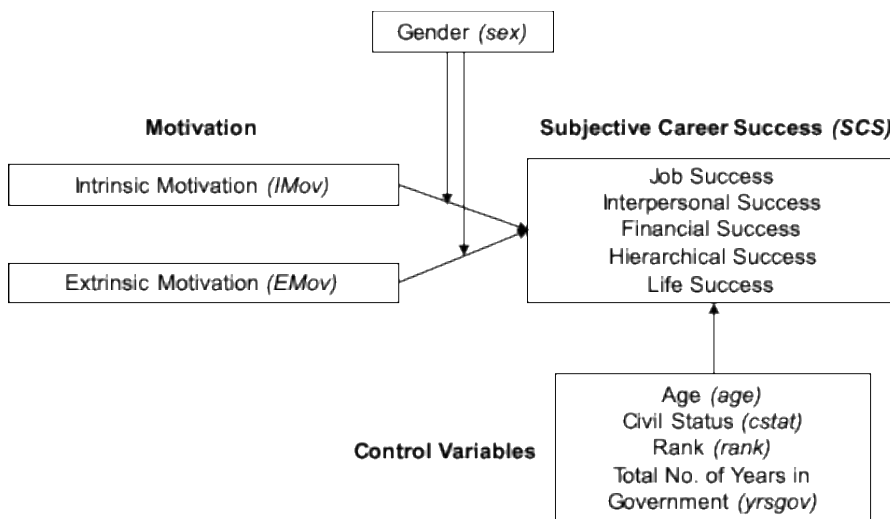 Gender (sex)
Motivation
Subjective Career Success (SCS)
Intrinsic Motivation (IMov)
Extrinsic Motivation (EMov)
Job Success
Interpersonal Success
Financial Success
Hierarchical Success
Life Success
Control Variables
Age (age)
Civil Status (cstat)
Rank (rank)
Total No. of Years in
Government (yrsgov)